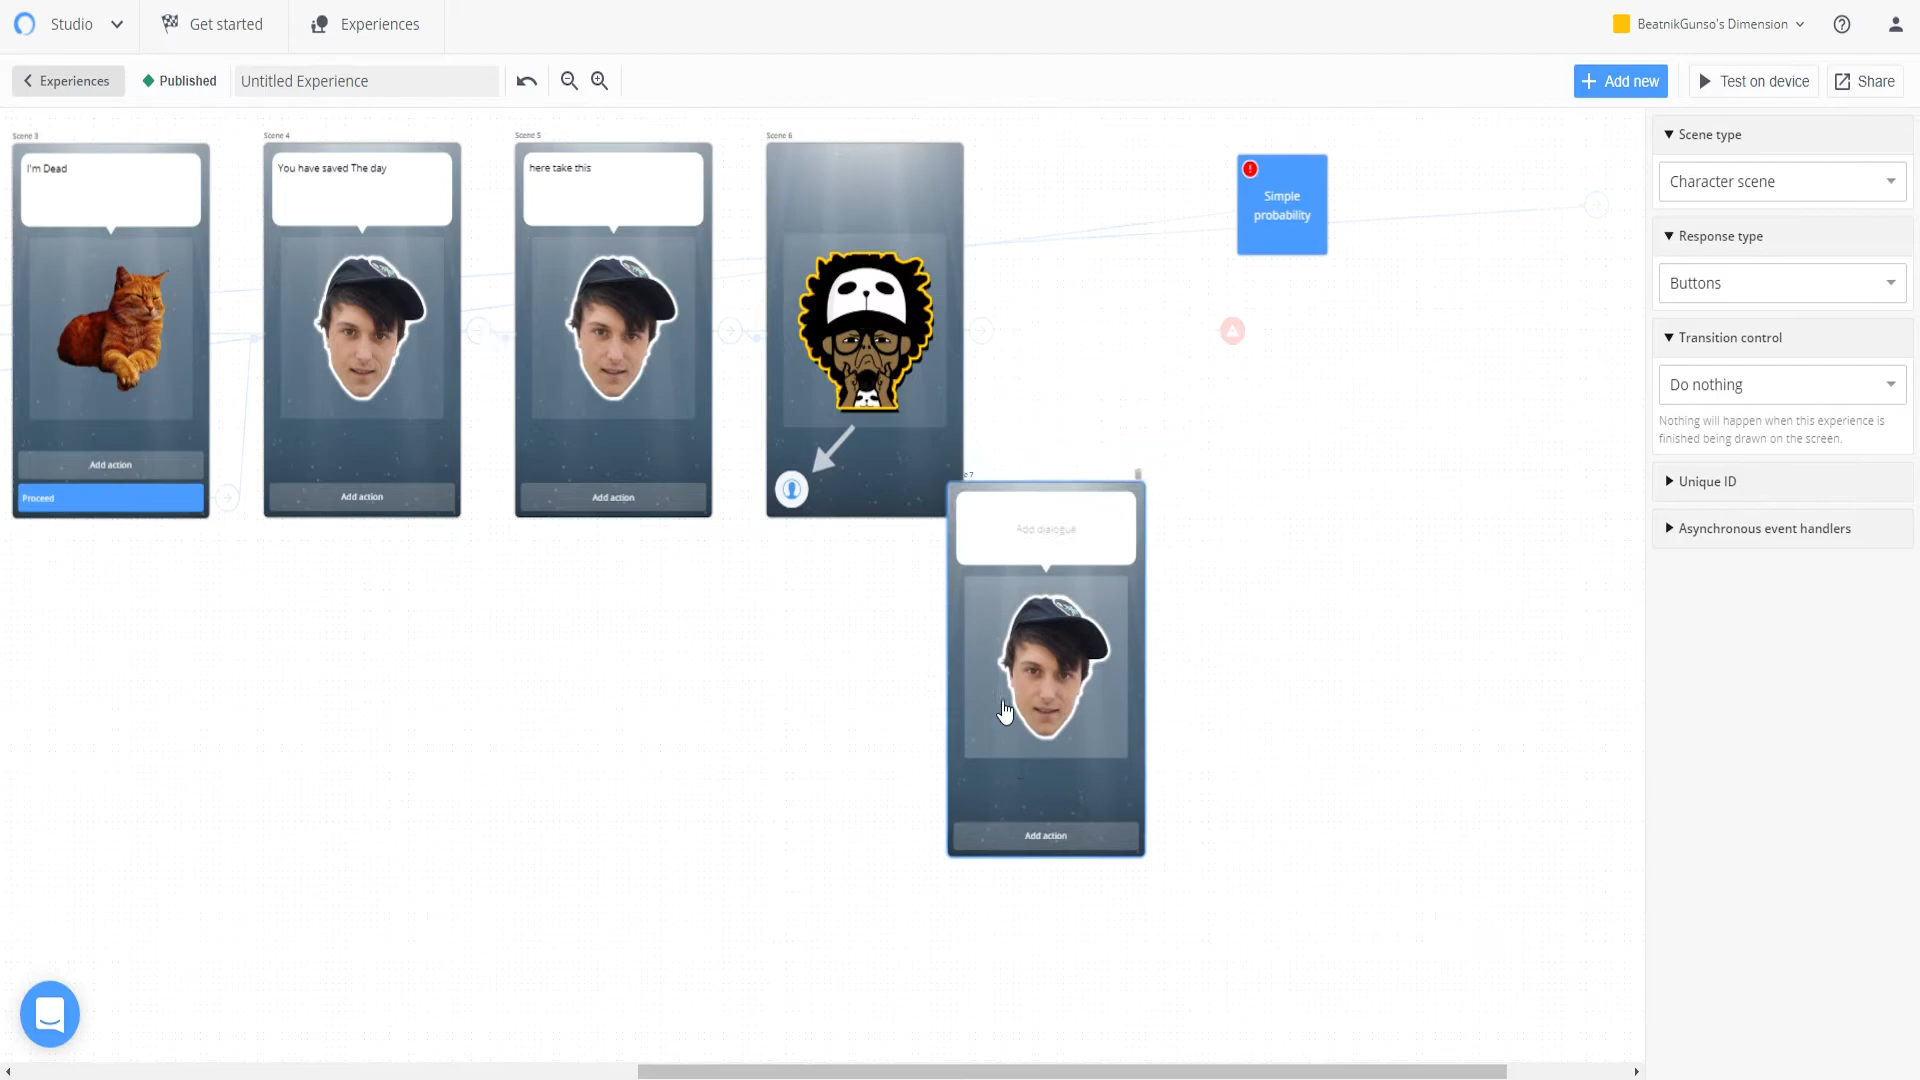 Studio
Get started
Experiences
BeatnikGunso's Dimension
Experiences
Published
Untitled Experience
Add new
Test on device
Share
Scene 3
Scene 4
Scene 5
Scene 6
I'm Dead
You have saved The day
here take this
Add action
Proceed
Add action
Add action
Simple
probability
e 7
Add dialogue
Add action
Scene type
Character scene
Response type
Buttons
Transition control
Do nothing
Nothing will happen when this experience is
finished being drawn on the screen.
Unique ID
Asynchronous event handlers